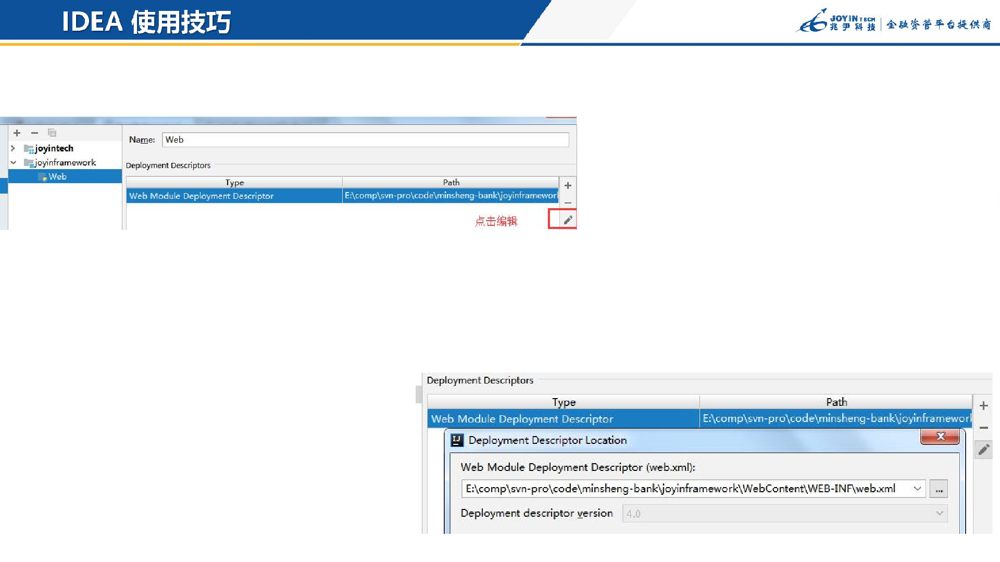 IDEA 使用技巧
JOYINTECH
兆尹科技
金融资管平台提供商
Name: Web
joyintech
joyinframework
Web
Deployment Descriptors
Type Path
Web Module Deployment Descriptor E:\comp\svn-pro\code\minsheng-bank\joyinframework
点击编辑
Deployment Descriptors
Type Path
Web Module Deployment Descriptor E:\comp\svn-pro\code\minsheng-bank\joyinframework
Deployment Descriptor Location
Web Module Deployment Descriptor (web.xml):
E:\comp\svn-pro\code\minsheng-bank\joyinframework\WebContent\WEB-INF\web.xml ...
Deployment descriptor version 4.0